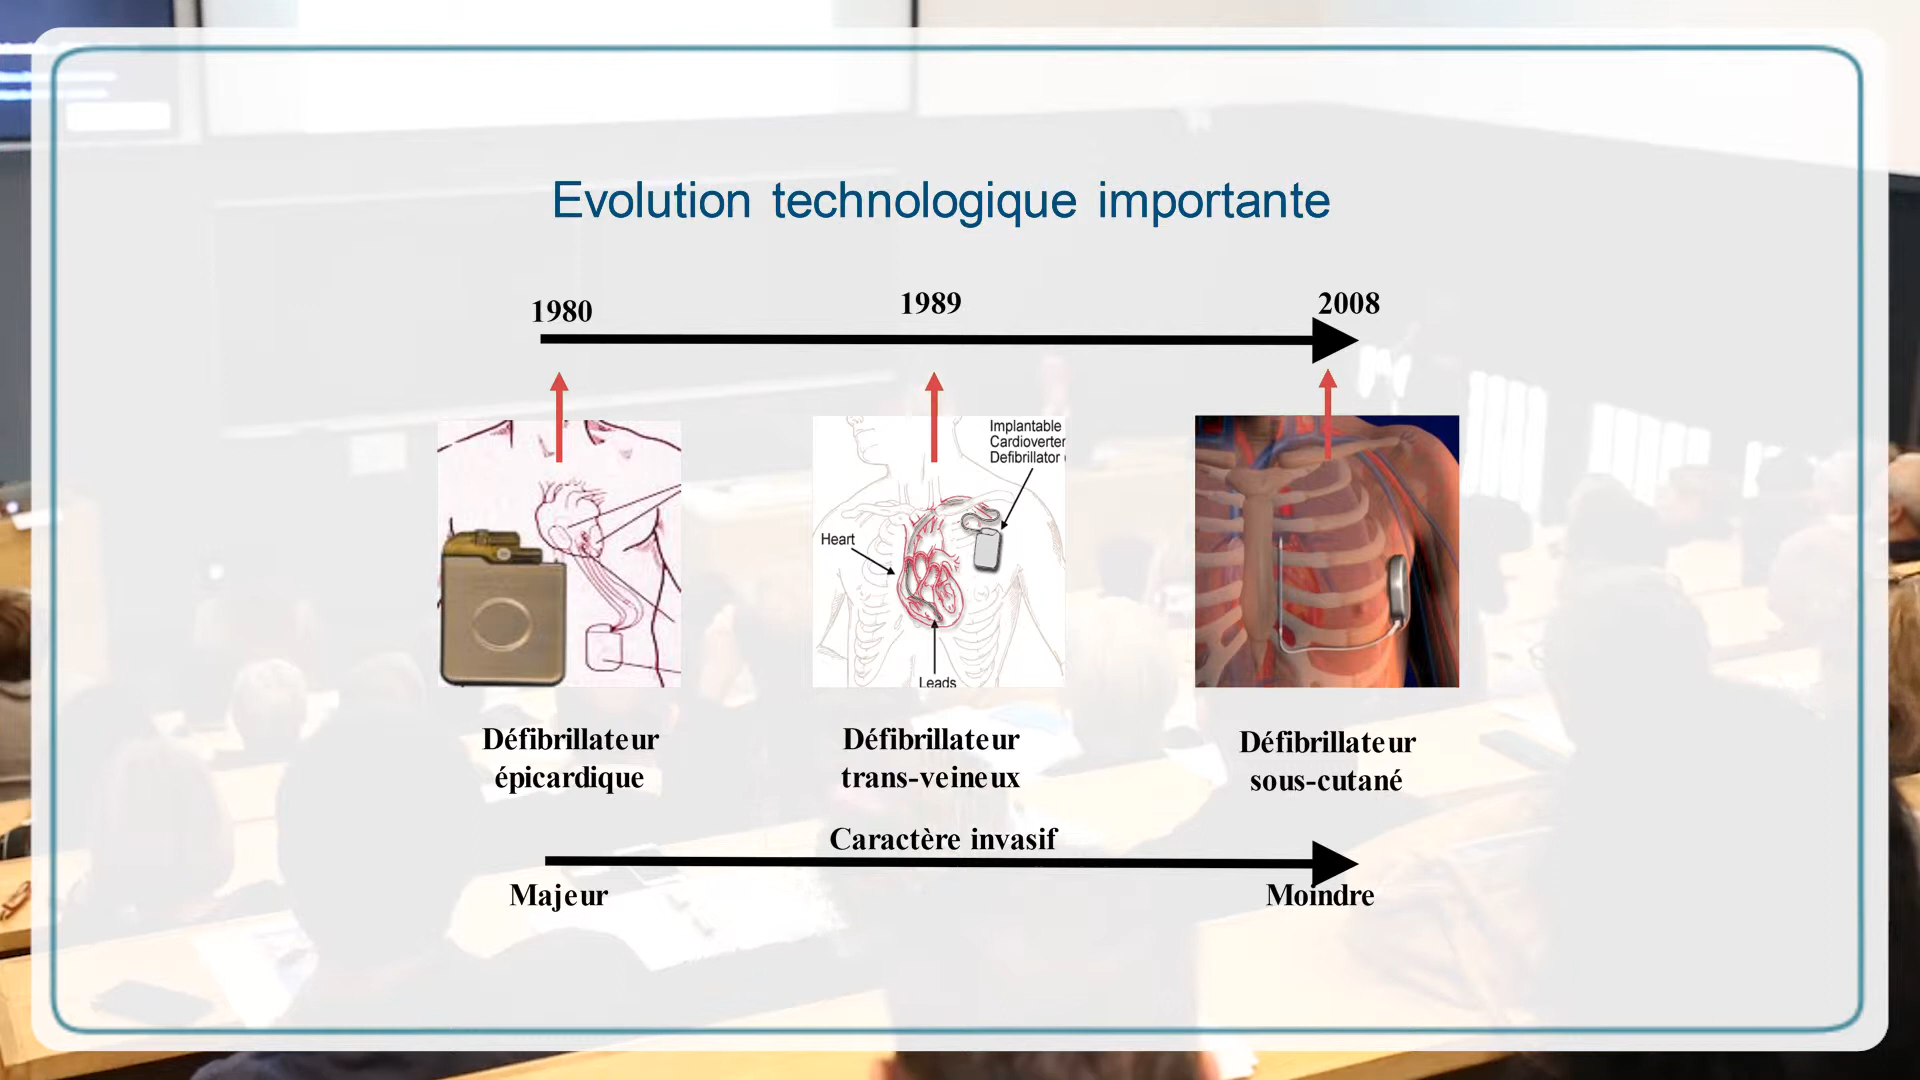 Evolution technologique importante
1980
1989
2008
Implantable
Cardioverter
Defibrillator
Heart
Leads
Défibrillateur
épicardique
Défibrillateur
trans-veineux
Défibrillateur
sous-cutané
Caractère invasif
Majeur
Moindre